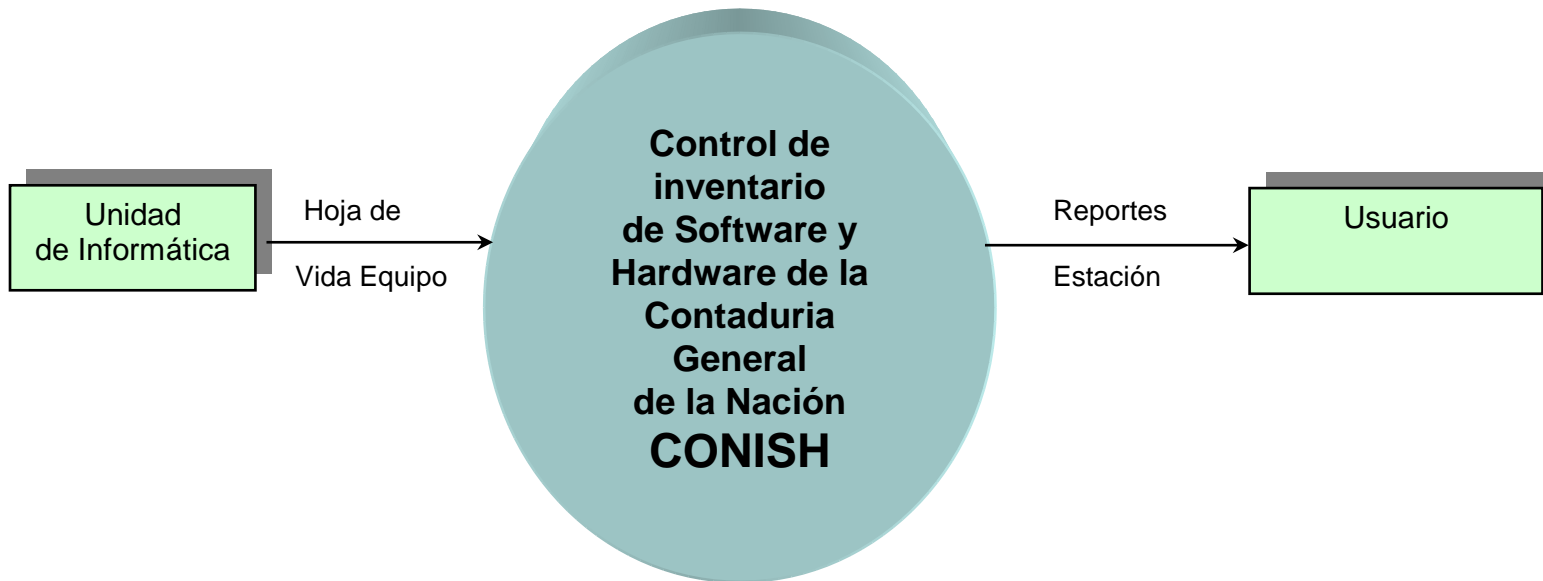 Unidad
de Informática
Hoja de
Vida Equipo
Control de
inventario
de Software y
Hardware de la
Contaduria
General
de la Nación
CONISH
Reportes
Estación
Usuario